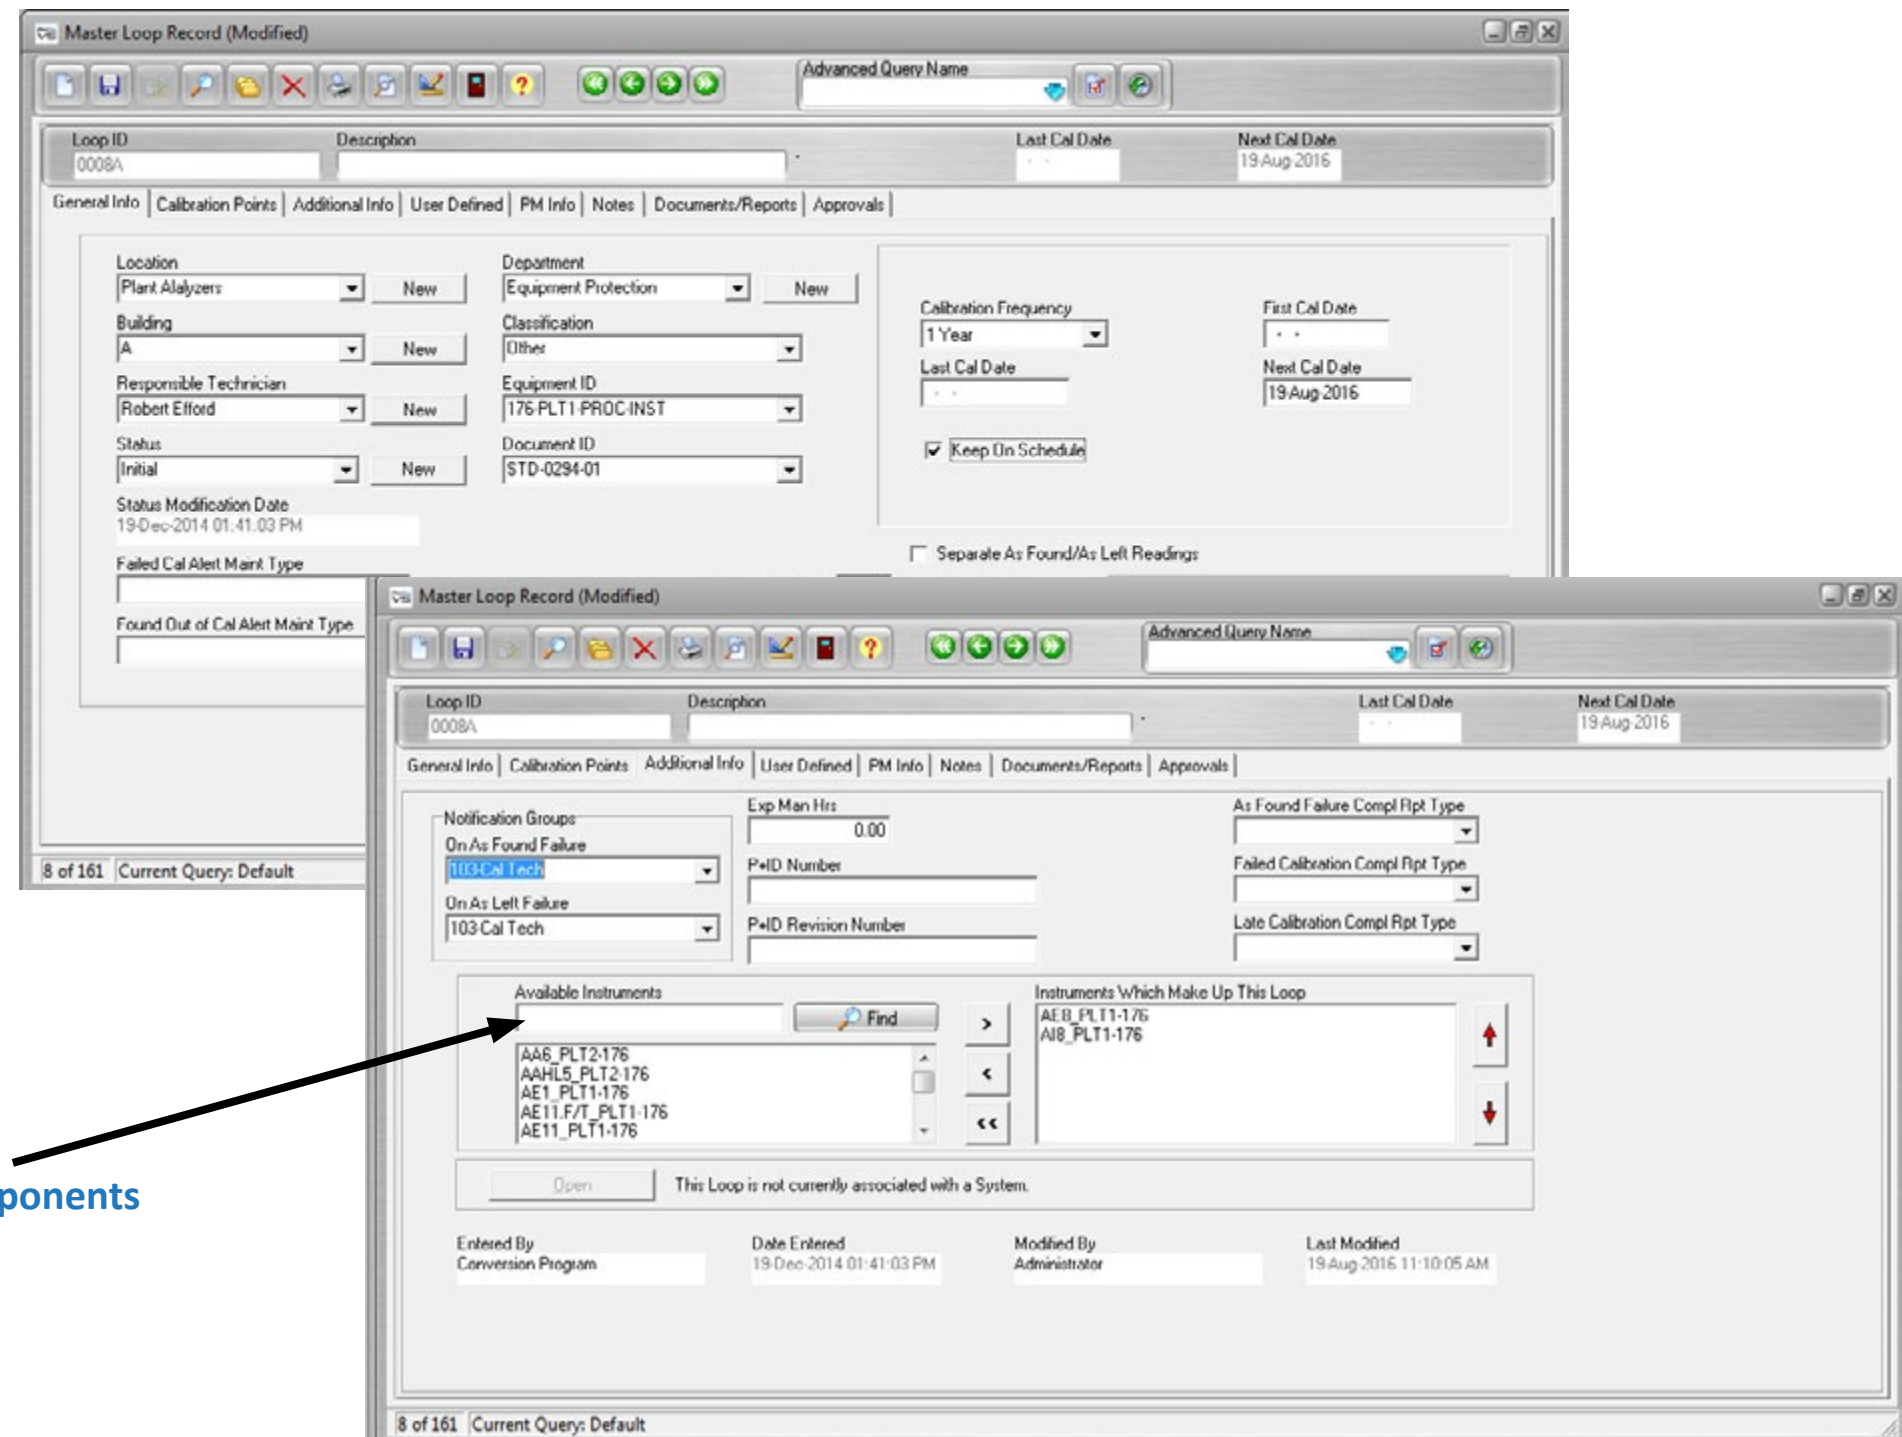 Master Loop Record (Modified)
Advanced Query Name
Loop ID Description Last Cal Date Next Cal Date
0008A 19-Aug-2016
General Info Calibration Points Additional Info User Defined PM Info Notes Documents/Reports Approvals
Location Department
Plant Alalyzers New Equipment Protection New
Calibration Frequency First Cal Date
Building Classification
1 Year
A New Other
Last Cal Date Next Cal Date
Responsible Technician Equipment ID
19-Aug-2016
Robert Efford New 176-PLT1-PROC-INST
Status Document ID
Keep On Schedule
Initial New STD-0294-01
Status Modification Date
19-Dec-2014 01:41:03 PM
Separate As Found/As Left Readings
Failed Cal Alert Maint Type
Found Out of Cal Alert Maint Type
8 of 161 Current Query: Default
Master Loop Record (Modified)
Advanced Query Name
Loop ID Description Last Cal Date Next Cal Date
0008A 19-Aug-2016
General Info Calibration Points Additional Info User Defined PM Info Notes Documents/Reports Approvals
Notification Groups Exp Man Hrs As Found Failure Compl Rpt Type
0.00
On As Found Failure
103-Cal Tech P+ID Number Failed Calibration Compl Rpt Type
On As Left Failure
103-Cal Tech P+ID Revision Number Late Calibration Compl Rpt Type
Available Instruments Instruments Which Make Up This Loop
Find > AE8_PLT1-176
AI8_PLT1-176
AA6_PLT2-176
AAHL5_PLT2-176 <
AE1_PLT1-176
AE11.F/T_PLT1-176
AE11_PLT1-176 <<
Open This Loop is not currently associated with a System.
ponents
Entered By Date Entered Modified By Last Modified
Conversion Program 19-Dec-2014 01:41:03 PM Administrator 19-Aug-2016 11:10:05 AM
8 of 161 Current Query: Default